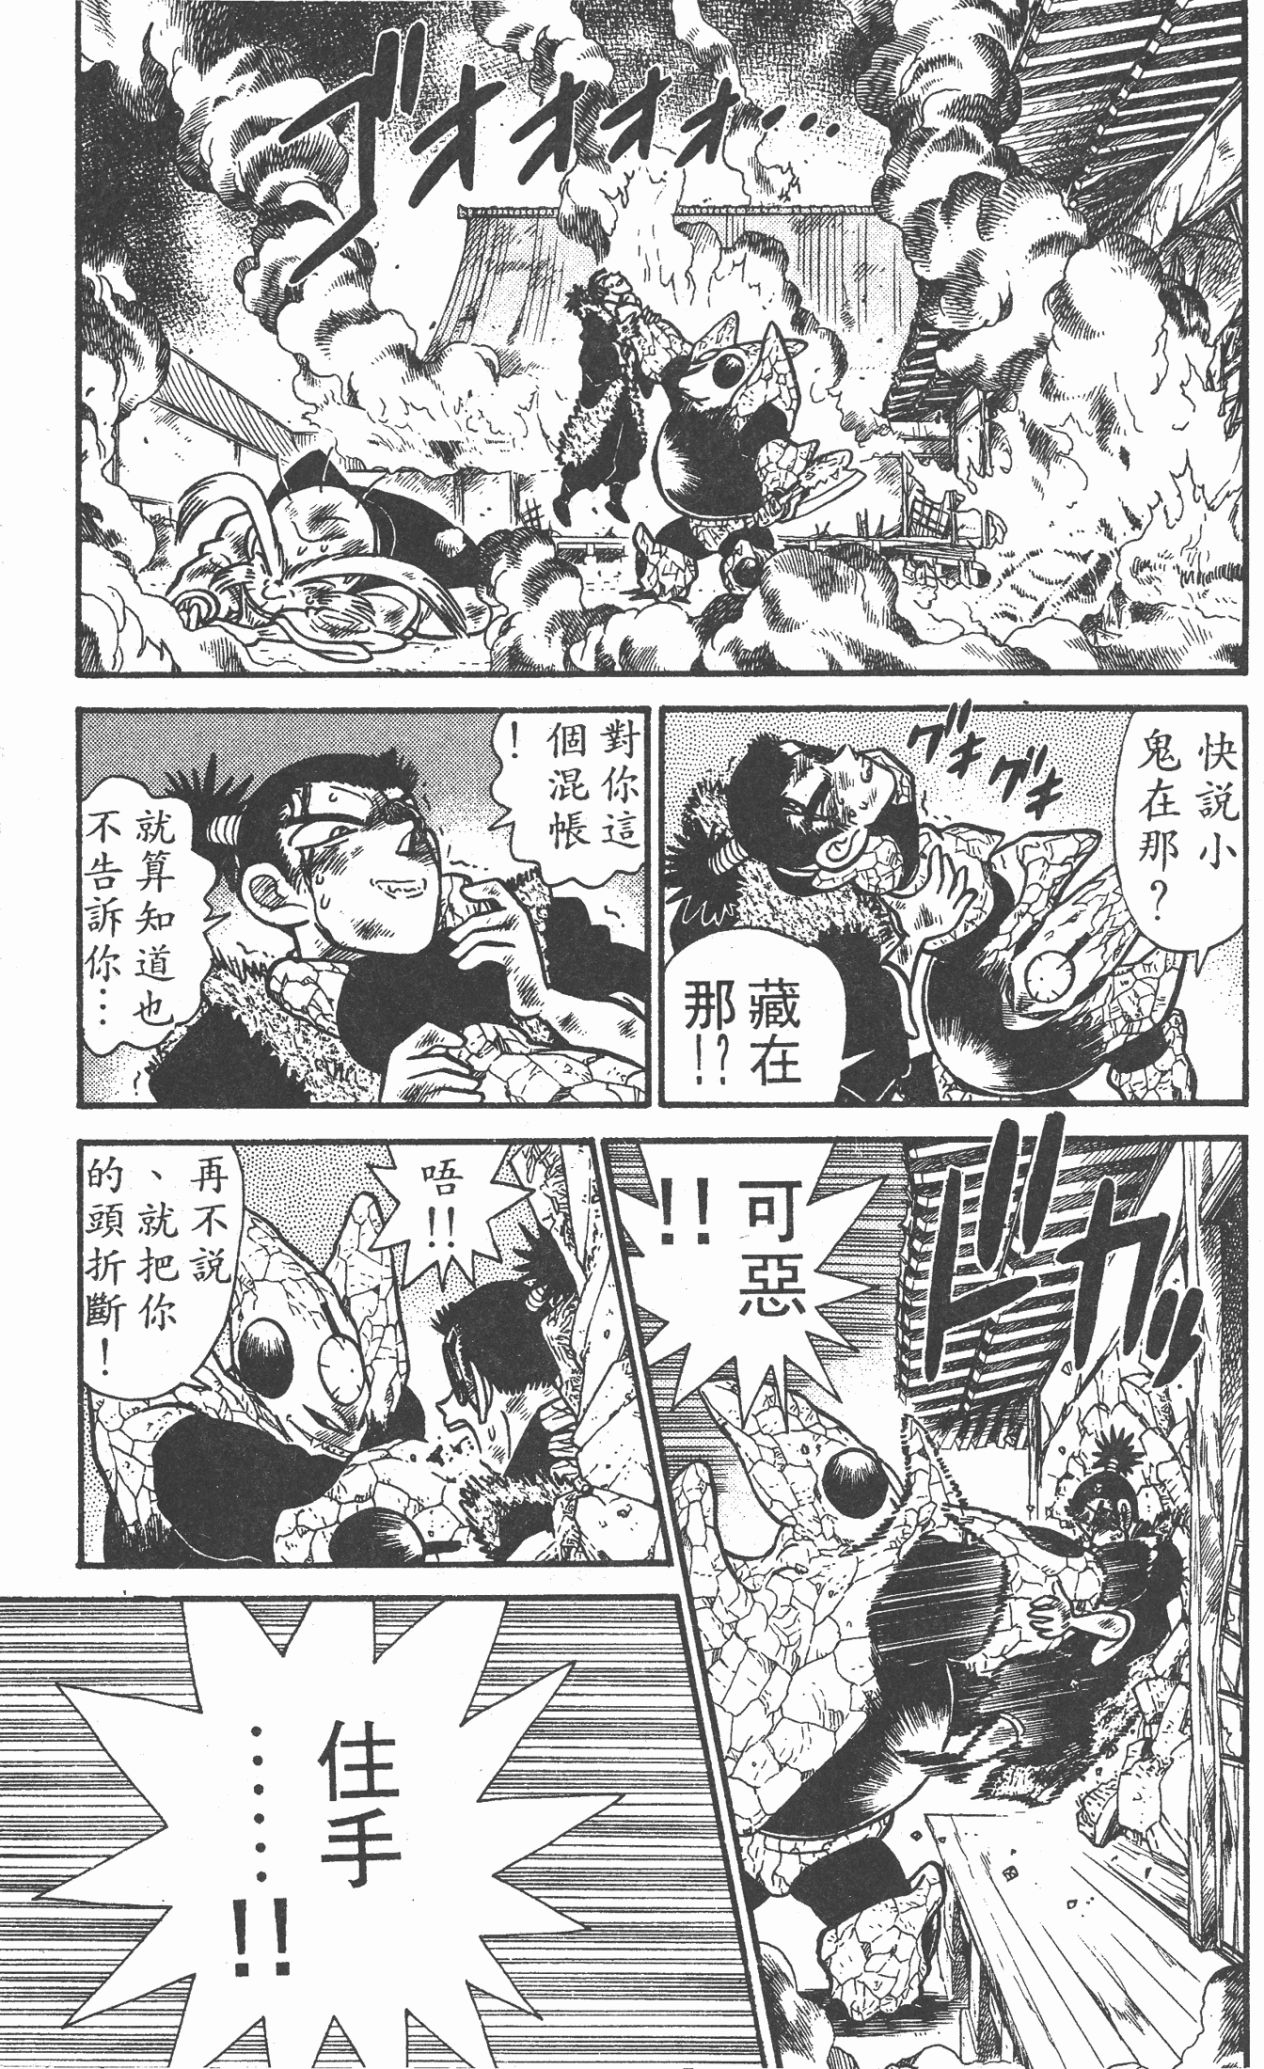 ゴオオオオ…
快說小
鬼在那？
グキ
グキ
藏在
那！？
對你這
個混帳
！
就算知道也
不告訴你…
ドガッ
可惡
！！
唔！！
再不說
、就把你
的頭折斷！
住手
……！！